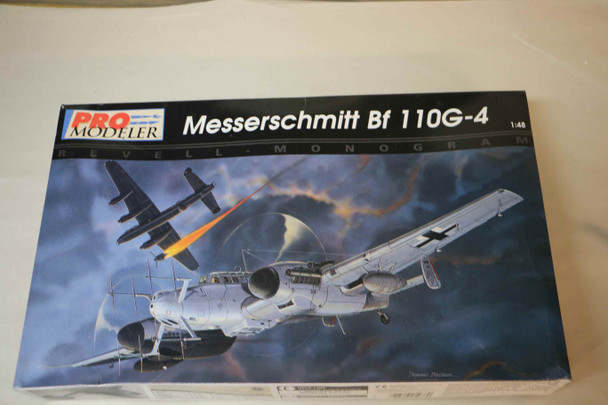 PRO
MODELER
Messerschmitt Bf 110G-4
1:48
REVELL-MONOGRAM